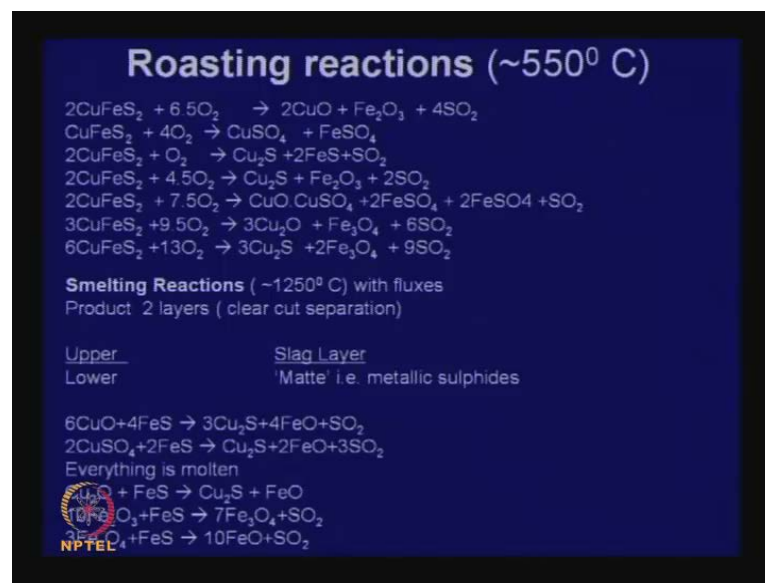 Roasting reactions (~550⁰ C)
2CuFeS₂ + 6.5O₂ → 2CuO + Fe₂O₃ + 4SO₂
CuFeS₂ + 4O₂ → CuSO₄ + FeSO₄
2CuFeS₂ + O₂ → Cu₂S +2FeS+SO₂
2CuFeS₂ + 4.5O₂ → Cu₂S + Fe₂O₃ + 2SO₂
2CuFeS₂ + 7.5O₂ → CuO.CuSO₄ +2FeSO₄ + 2FeSO4 +SO₂
3CuFeS₂ +9.5O₂ → 3Cu₂O + Fe₃O₄ + 6SO₂
6CuFeS₂ +13O₂ → 3Cu₂S +2Fe₃O₄ + 9SO₂
Smelting Reactions ( ~1250⁰ C) with fluxes
Product 2 layers ( clear cut separation)
Upper Slag Layer
Lower 'Matte' i.e. metallic sulphides
6CuO+4FeS → 3Cu₂S+4FeO+SO₂
2CuSO₄+2FeS → Cu₂S+2FeO+3SO₂
Everything is molten
Cu₂O + FeS → Cu₂S + FeO
10Fe₂O₃+FeS → 7Fe₃O₄+SO₂
3Fe₃O₄+FeS → 10FeO+SO₂
NPTEL